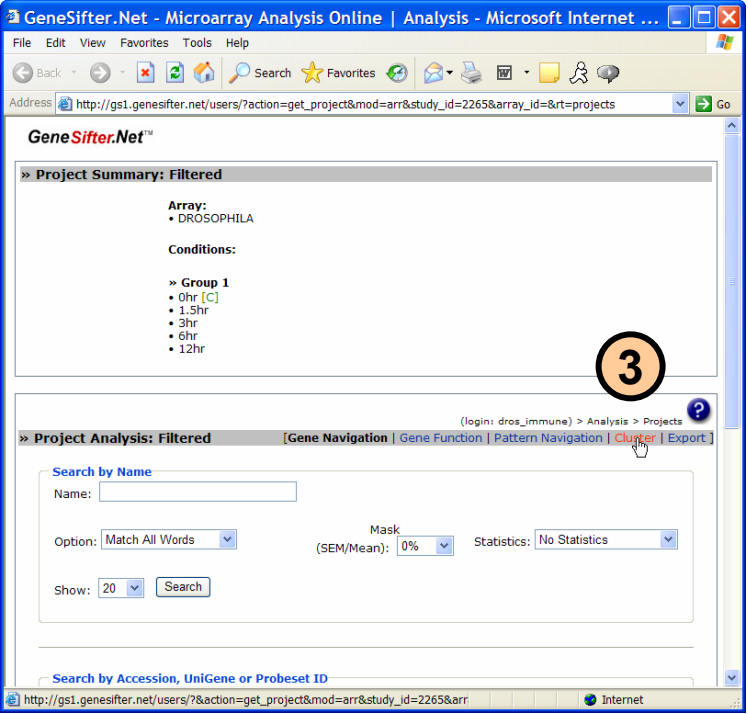 GeneSifter.Net - Microarray Analysis Online | Analysis - Microsoft Internet ...
File Edit View Favorites Tools Help
Back Search Favorites
Address http://gs1.genesifter.net/users/?action=get_project&mod=arr&study_id=2265&array_id=&rt=projects Go
GeneSifter.Net™
» Project Summary: Filtered
Array:
• DROSOPHILA
Conditions:
» Group 1
• 0hr [C]
• 1.5hr
• 3hr
• 6hr
• 12hr
3
?
(login: dros_immune) > Analysis > Projects
» Project Analysis: Filtered [Gene Navigation | Gene Function | Pattern Navigation | Cluster | Export ]
Search by Name
Name:
Option: Match All Words Mask (SEM/Mean): 0% Statistics: No Statistics
Show: 20 Search
Search by Accession, UniGene or Probeset ID
http://gs1.genesifter.net/users/?&action=get_project&mod=arr&study_id=2265&arr Internet